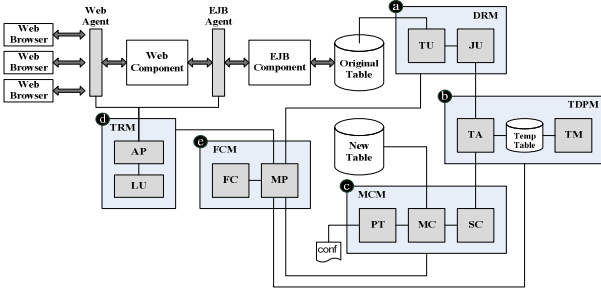 Web
Agent
EJB
Agent
a
DRM
Web
Browser
Web
Browser
Web
Browser
Web
Component
EJB
Component
Original
Table
TU
JU
b
TDPM
TA
Temp
Table
TM
d
TRM
AP
LU
e
FCM
FC
MP
New
Table
c
MCM
PT
MC
SC
conf